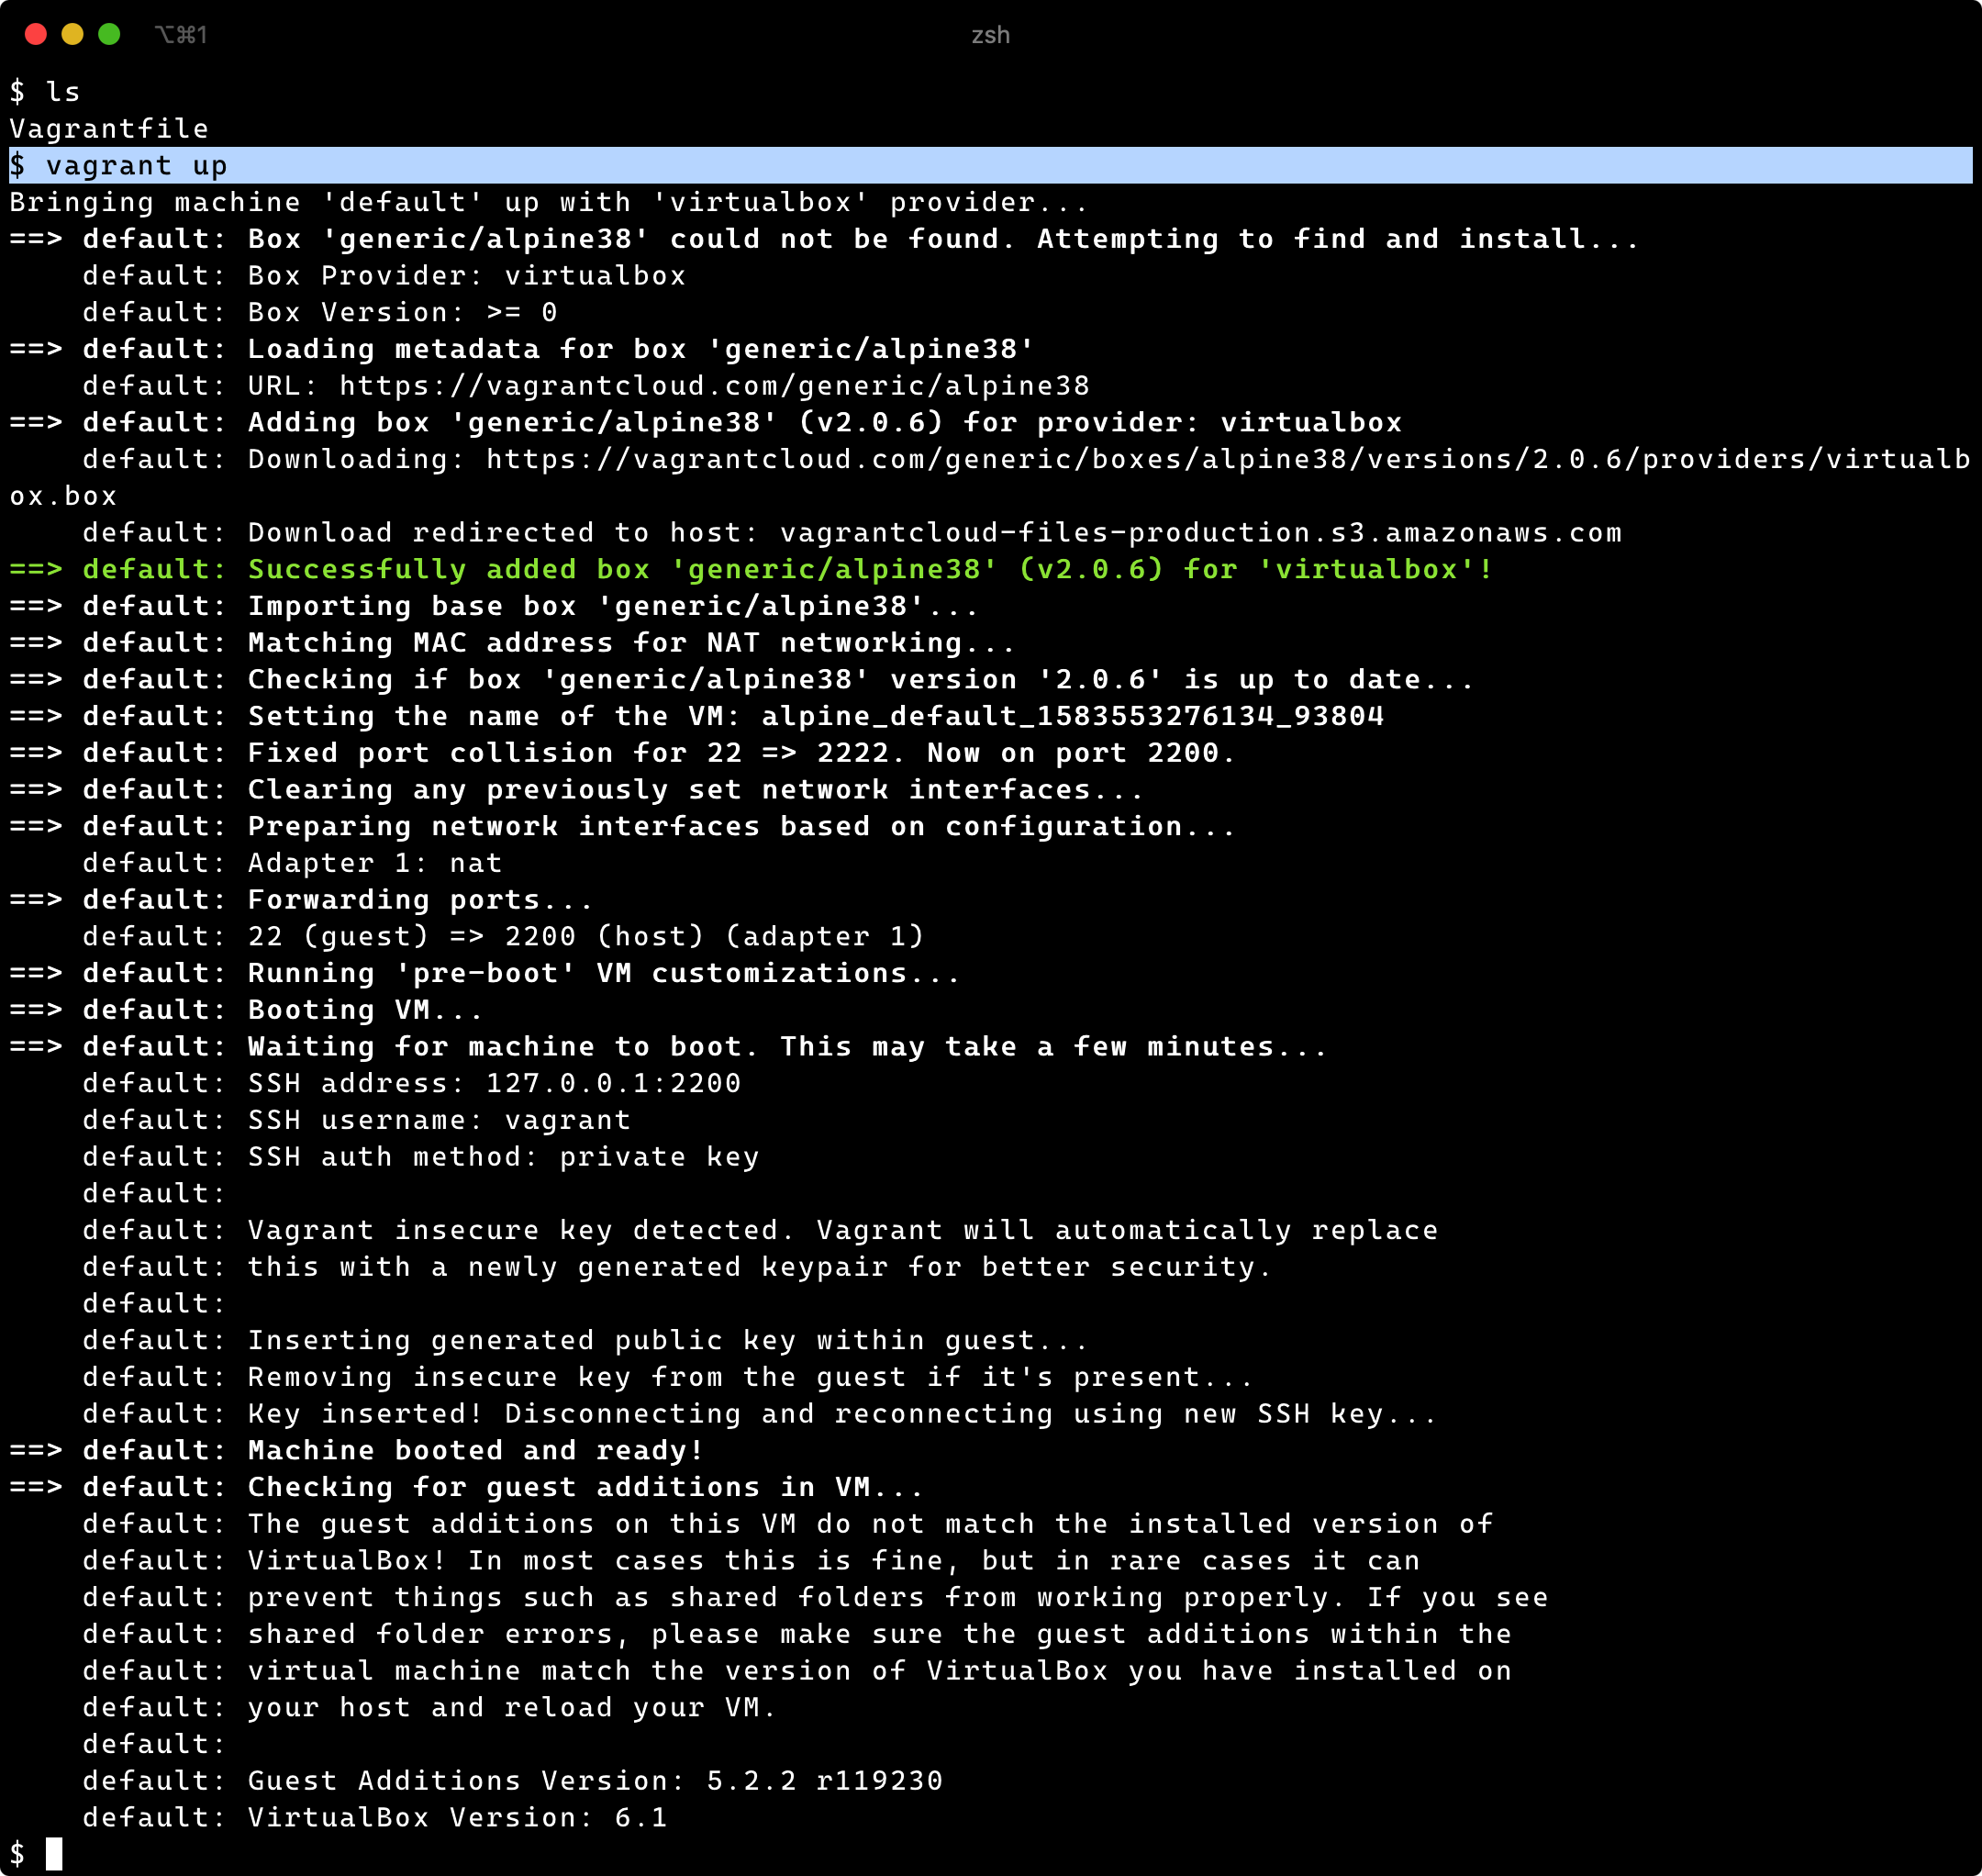 ⌥⌘1
zsh
$ ls
Vagrantfile
$ vagrant up
Bringing machine 'default' up with 'virtualbox' provider...
==> default: Box 'generic/alpine38' could not be found. Attempting to find and install...
    default: Box Provider: virtualbox
    default: Box Version: >= 0
==> default: Loading metadata for box 'generic/alpine38'
    default: URL: https://vagrantcloud.com/generic/alpine38
==> default: Adding box 'generic/alpine38' (v2.0.6) for provider: virtualbox
    default: Downloading: https://vagrantcloud.com/generic/boxes/alpine38/versions/2.0.6/providers/virtualb
ox.box
    default: Download redirected to host: vagrantcloud-files-production.s3.amazonaws.com
==> default: Successfully added box 'generic/alpine38' (v2.0.6) for 'virtualbox'!
==> default: Importing base box 'generic/alpine38'...
==> default: Matching MAC address for NAT networking...
==> default: Checking if box 'generic/alpine38' version '2.0.6' is up to date...
==> default: Setting the name of the VM: alpine_default_1583553276134_93804
==> default: Fixed port collision for 22 => 2222. Now on port 2200.
==> default: Clearing any previously set network interfaces...
==> default: Preparing network interfaces based on configuration...
    default: Adapter 1: nat
==> default: Forwarding ports...
    default: 22 (guest) => 2200 (host) (adapter 1)
==> default: Running 'pre-boot' VM customizations...
==> default: Booting VM...
==> default: Waiting for machine to boot. This may take a few minutes...
    default: SSH address: 127.0.0.1:2200
    default: SSH username: vagrant
    default: SSH auth method: private key
    default:
    default: Vagrant insecure key detected. Vagrant will automatically replace
    default: this with a newly generated keypair for better security.
    default:
    default: Inserting generated public key within guest...
    default: Removing insecure key from the guest if it's present...
    default: Key inserted! Disconnecting and reconnecting using new SSH key...
==> default: Machine booted and ready!
==> default: Checking for guest additions in VM...
    default: The guest additions on this VM do not match the installed version of
    default: VirtualBox! In most cases this is fine, but in rare cases it can
    default: prevent things such as shared folders from working properly. If you see
    default: shared folder errors, please make sure the guest additions within the
    default: virtual machine match the version of VirtualBox you have installed on
    default: your host and reload your VM.
    default:
    default: Guest Additions Version: 5.2.2 r119230
    default: VirtualBox Version: 6.1
$